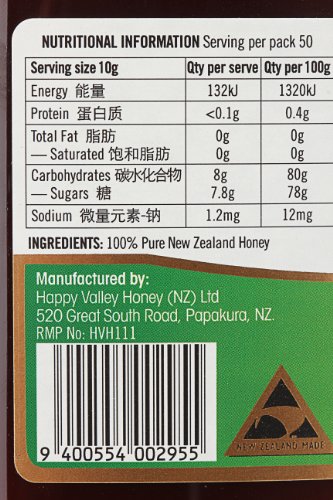 NUTRITIONAL INFORMATION Serving per pack 50
Serving size 10g Qty per serve Qty per 100g
Energy 能量 132kJ 1320kJ
Protein 蛋白质 <0.1g 0.4g
Total Fat 脂肪 0g 0g
— Saturated 饱和脂肪 0g 0g
Carbohydrates 碳水化合物 8g 80g
— Sugars 糖 7.8g 78g
Sodium 微量元素-钠 1.2mg 12mg
INGREDIENTS: 100% Pure New Zealand Honey
Manufactured by:
Happy Valley Honey (NZ) Ltd
520 Great South Road, Papakura, NZ.
RMP No: HVH111
9 400554 002955
NEW ZEALAND MADE